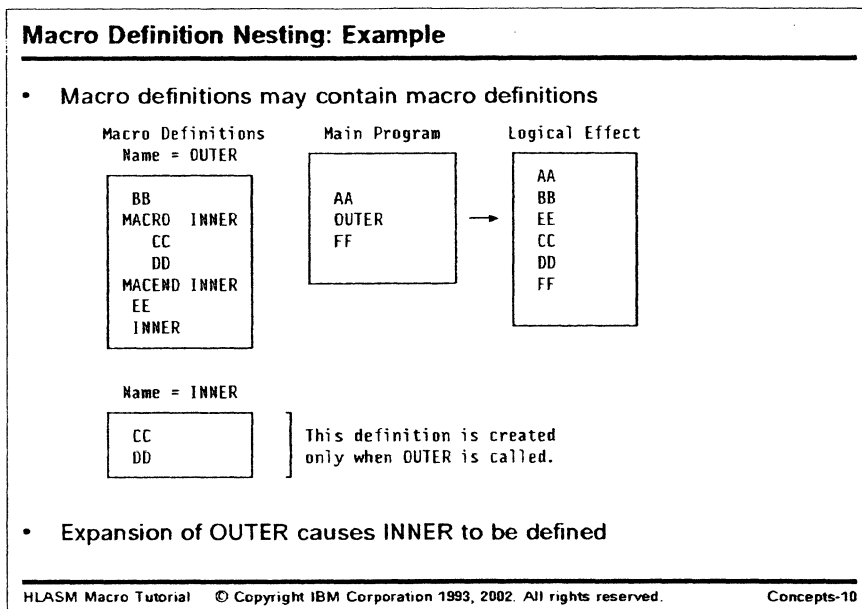 Macro Definition Nesting: Example
• Macro definitions may contain macro definitions
Macro Definitions
Name = OUTER
BB
MACRO INNER
CC
DD
MACEND INNER
EE
INNER
Main Program
AA
OUTER
FF
Logical Effect
AA
BB
EE
CC
DD
FF
Name = INNER
CC
DD
This definition is created
only when OUTER is called.
• Expansion of OUTER causes INNER to be defined
HLASM Macro Tutorial © Copyright IBM Corporation 1993, 2002. All rights reserved. Concepts-10